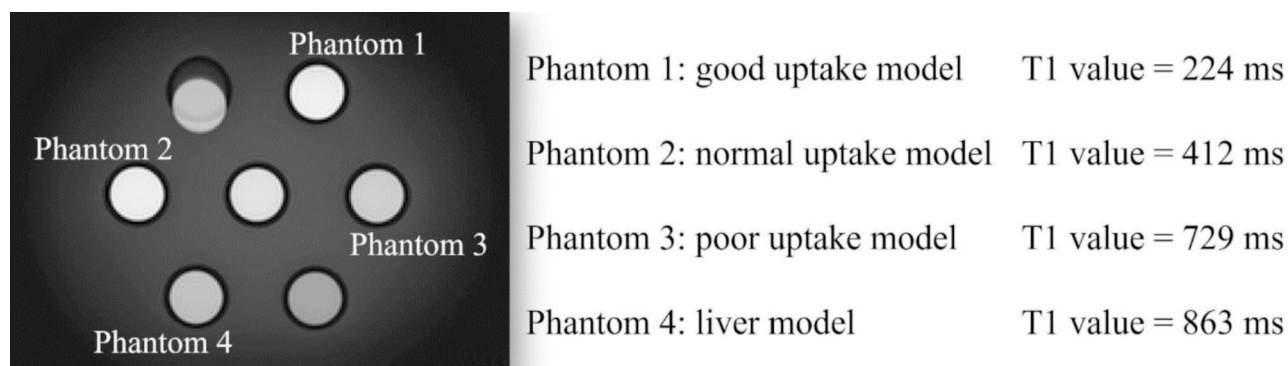 Phantom 1
Phantom 2
Phantom 3
Phantom 4
Phantom 1: good uptake model T1 value = 224 ms
Phantom 2: normal uptake model T1 value = 412 ms
Phantom 3: poor uptake model T1 value = 729 ms
Phantom 4: liver model T1 value = 863 ms